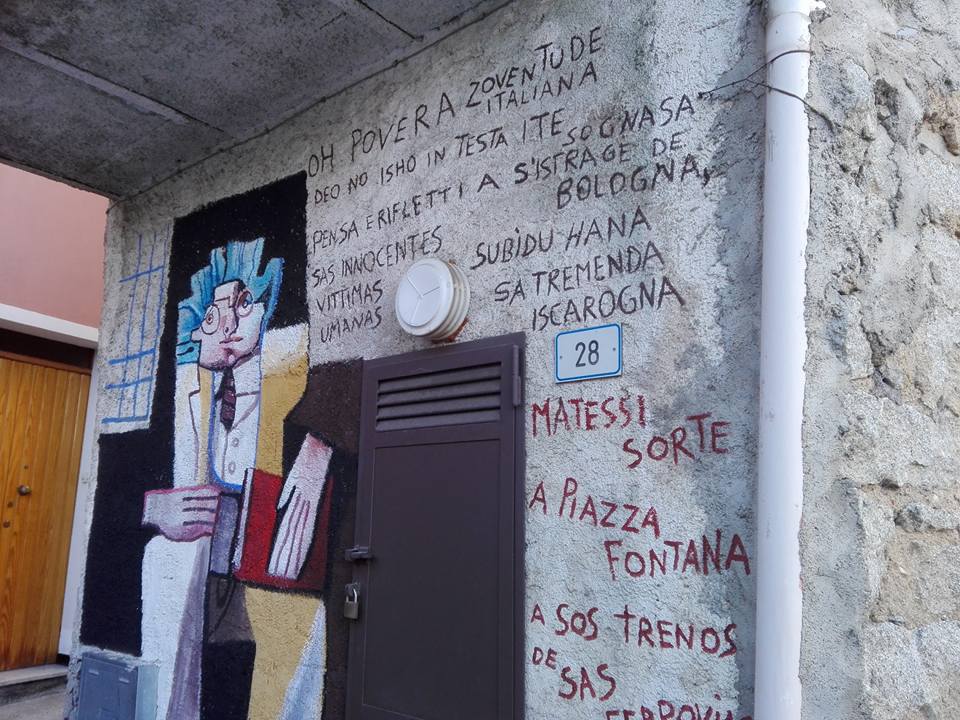 OH POVERA ZOVENTUDE
ITALIANA
DEO NO ISHO IN TESTA ITE SOGNASA
PENSA E RIFLETTI A S'ISTRAGE DE
BOLOGNA,
SAS INNOCENTES
VITTIMAS
UMANAS
SUBIDU HANA
SA TREMENDA
ISCAROGNA
28
MATESSI
SORTE
A PIAZZA
FONTANA
A SOS TRENOS
DE
SAS